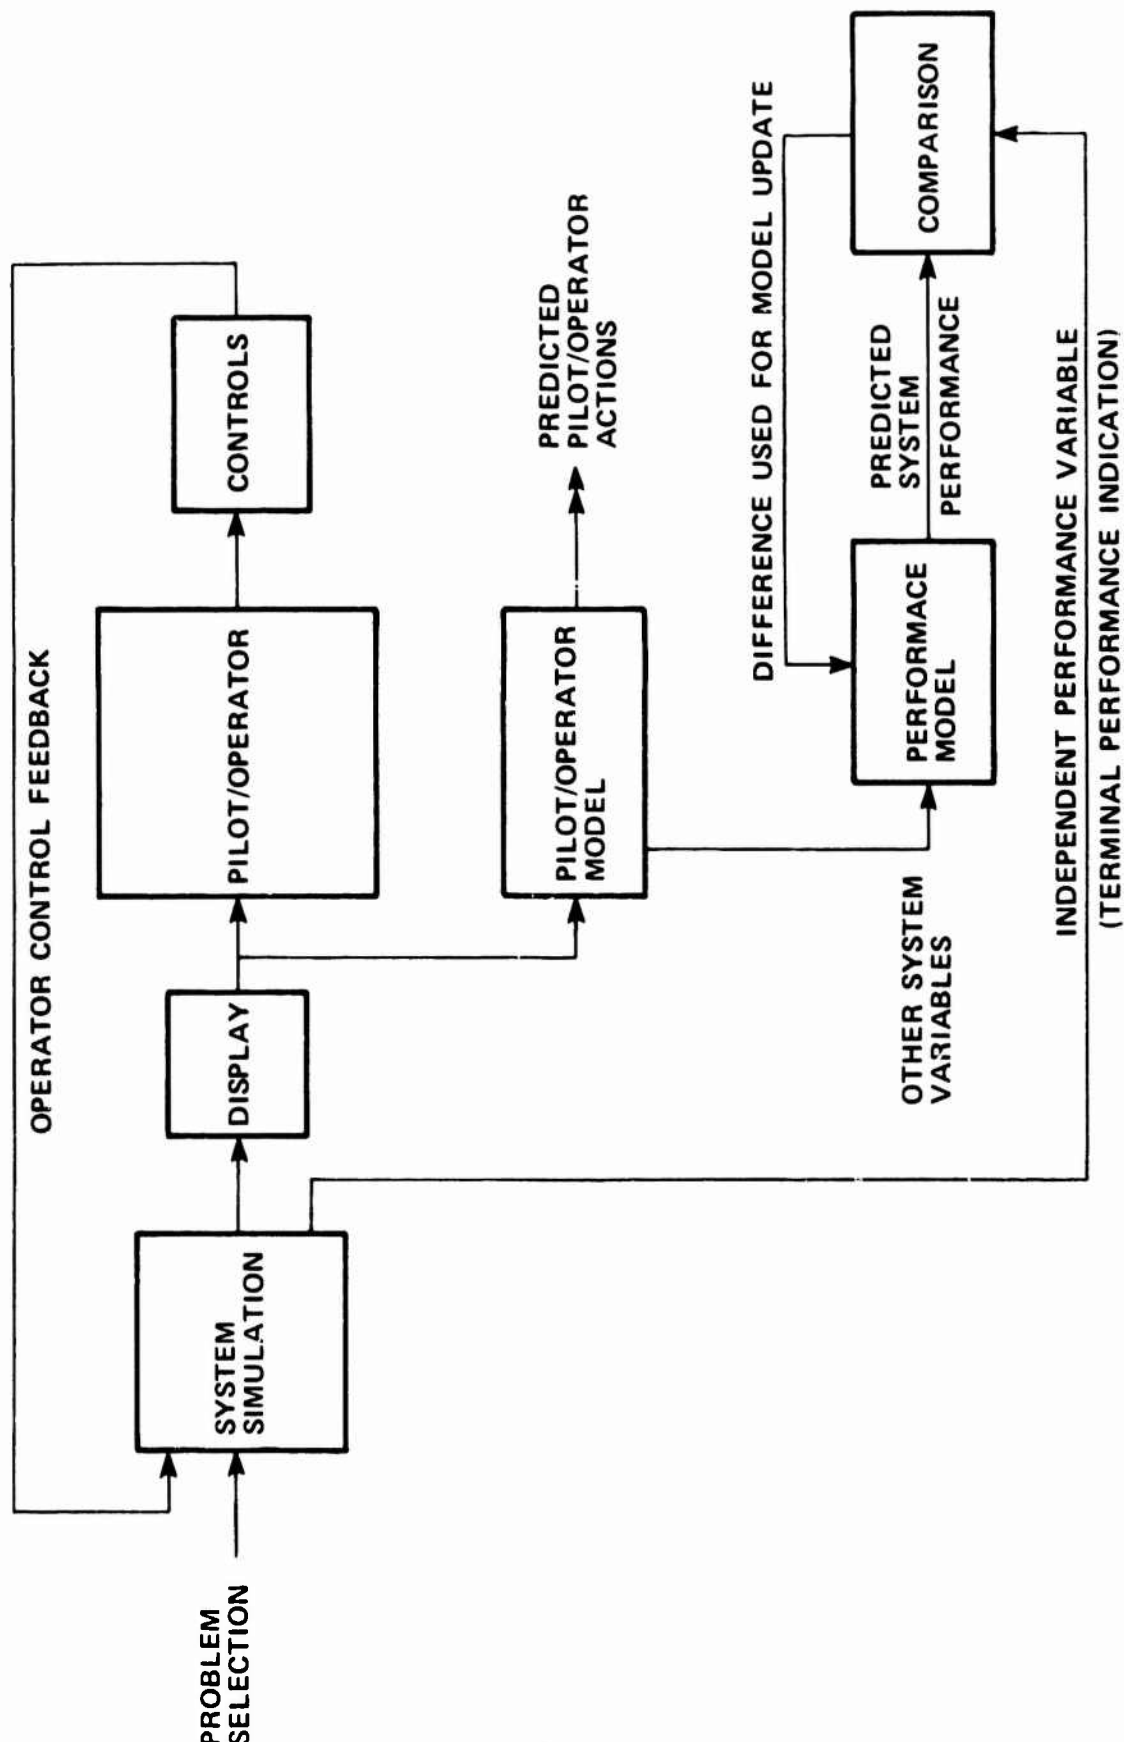 OPERATOR CONTROL FEEDBACK
PROBLEM
SELECTION
SYSTEM
SIMULATION
DISPLAY
PILOT/OPERATOR
CONTROLS
PILOT/OPERATOR
MODEL
PREDICTED
PILOT/OPERATOR
ACTIONS
DIFFERENCE USED FOR MODEL UPDATE
OTHER SYSTEM
VARIABLES
PERFORMACE
MODEL
PREDICTED
SYSTEM
PERFORMANCE
COMPARISON
INDEPENDENT PERFORMANCE VARIABLE
(TERMINAL PERFORMANCE INDICATION)